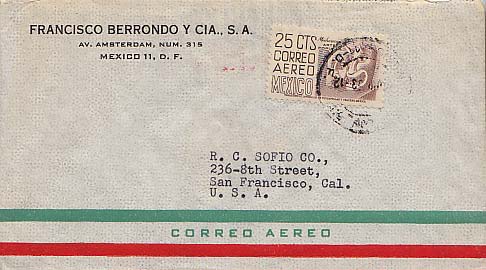 FRANCISCO BERRONDO Y CIA., S. A.
AV. AMSTERDAM, NUM. 315
MEXICO 11, D. F.
25 CTS
CORREO
AEREO
MEXICO
R. C. SOFIO CO.,
236-8th Street,
San Francisco, Cal.
U. S. A.
CORREO AEREO